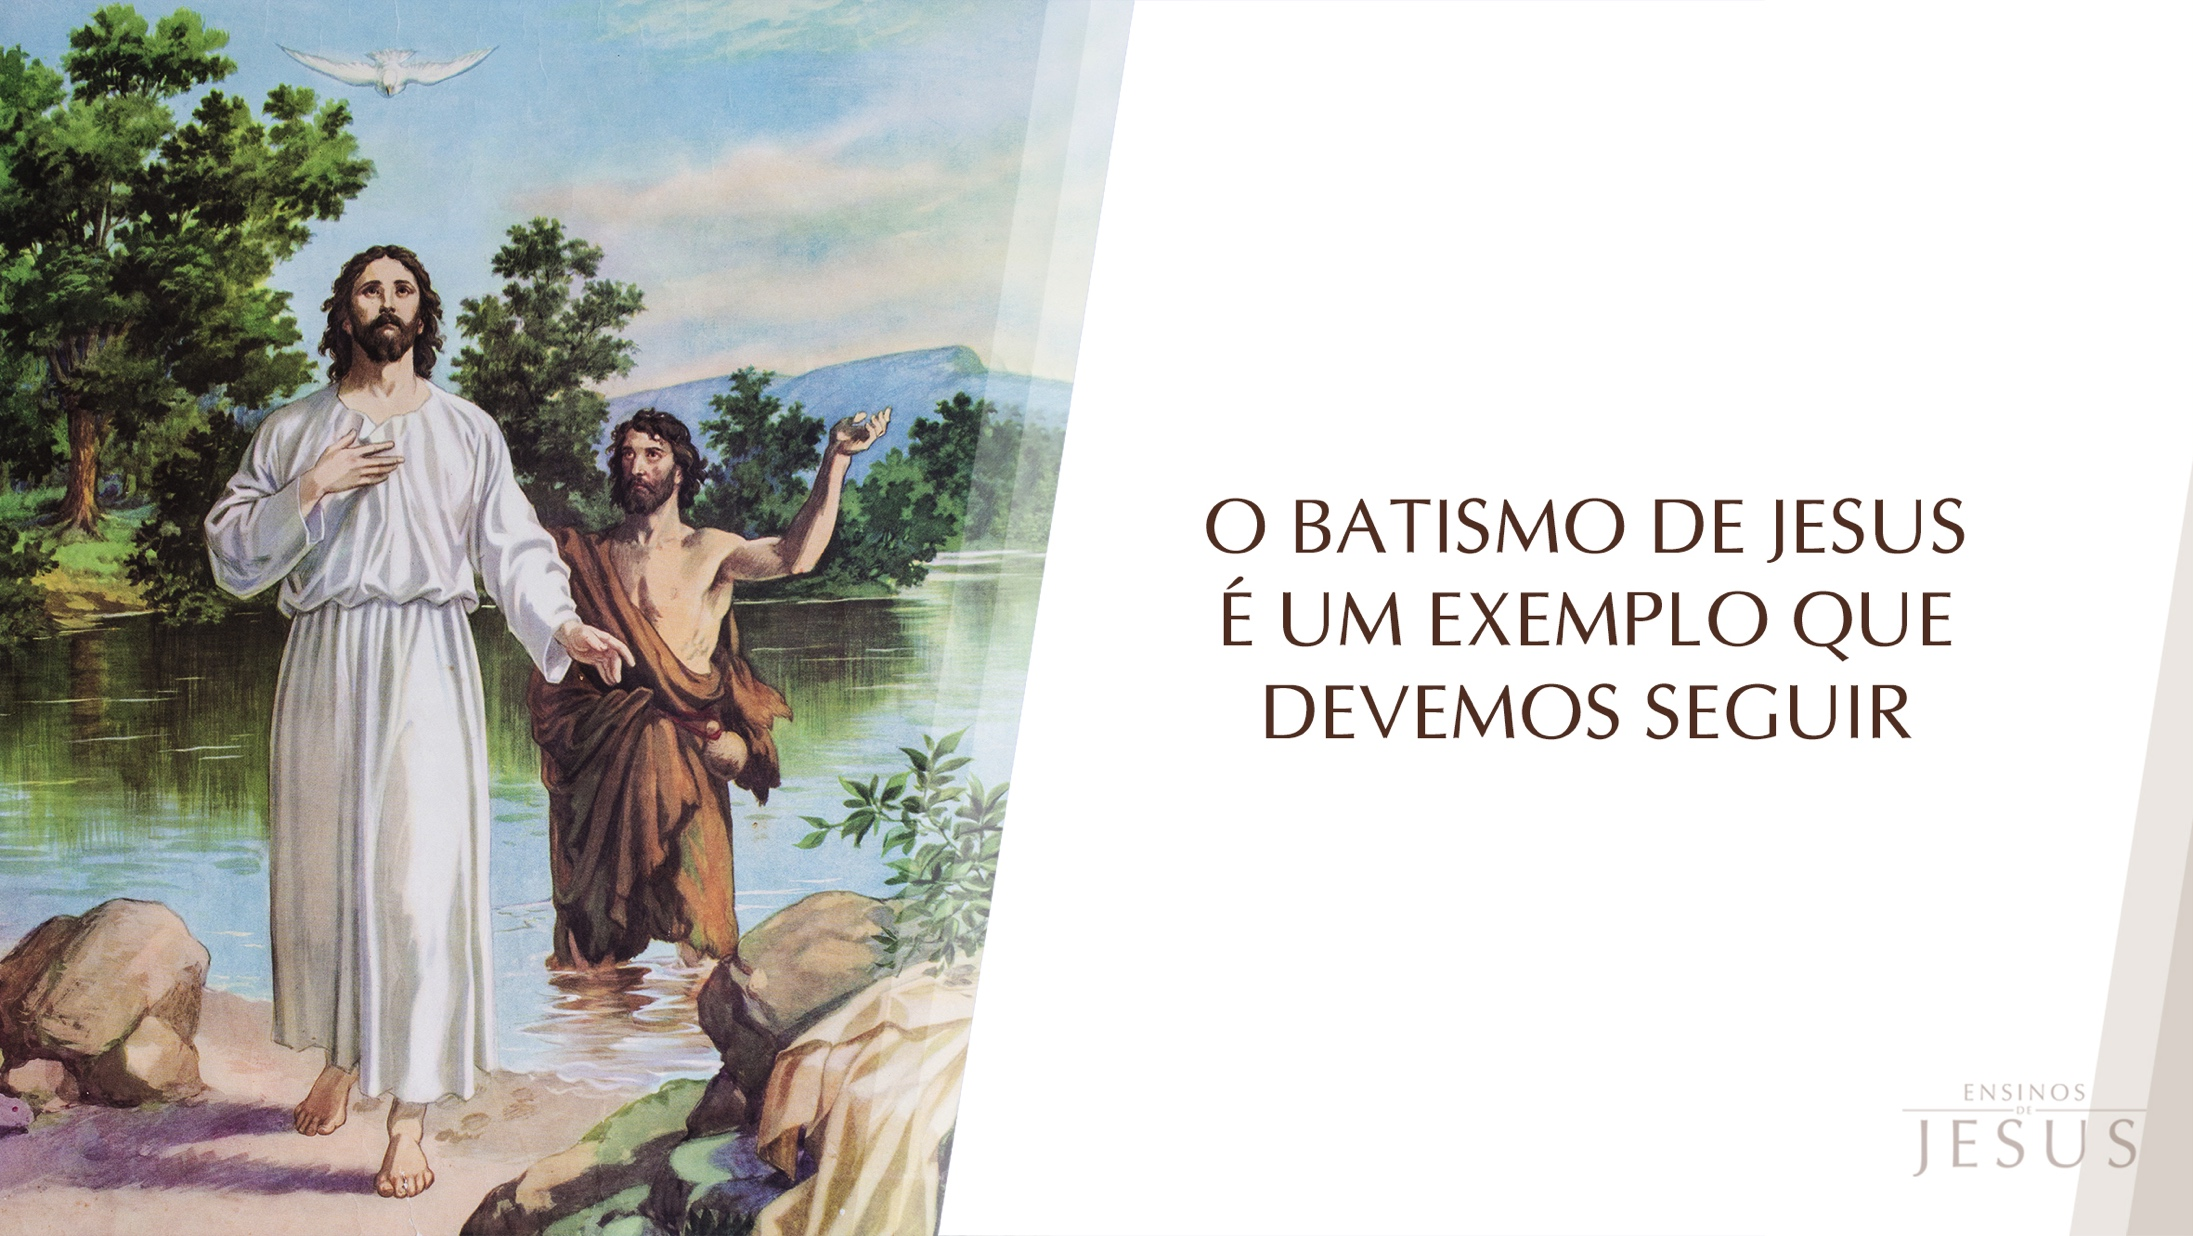 O BATISMO DE JESUS
É UM EXEMPLO QUE
DEVEMOS SEGUIR
ENSINOS
DE
JESUS